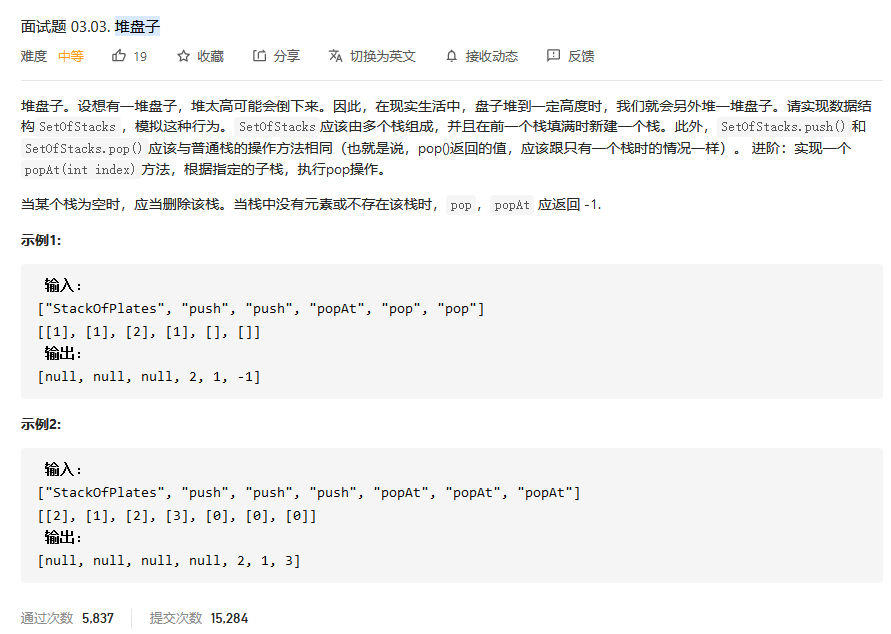 面试题 03.03. 堆盘子
难度 中等 19 收藏 分享 切换为英文 接收动态 反馈
堆盘子。设想有一堆盘子，堆太高可能会倒下来。因此，在现实生活中，盘子堆到一定高度时，我们就会另外堆一堆盘子。请实现数据结
构 SetOfStacks ，模拟这种行为。 SetOfStacks 应该由多个栈组成，并且在前一个栈填满时新建一个栈。此外， SetOfStacks.push() 和
SetOfStacks.pop() 应该与普通栈的操作方法相同（也就是说，pop()返回的值，应该跟只有一个栈时的情况一样）。 进阶：实现一个
popAt(int index) 方法，根据指定的子栈，执行pop操作。
当某个栈为空时，应当删除该栈。当栈中没有元素或不存在该栈时， pop ， popAt 应返回 -1.
示例1:
输入：
["StackOfPlates", "push", "push", "popAt", "pop", "pop"]
[[1], [1], [2], [1], [], []]
输出：
[null, null, null, 2, 1, -1]
示例2:
输入：
["StackOfPlates", "push", "push", "push", "popAt", "popAt", "popAt"]
[[2], [1], [2], [3], [0], [0], [0]]
输出：
[null, null, null, null, 2, 1, 3]
通过次数 5,837 提交次数 15,284